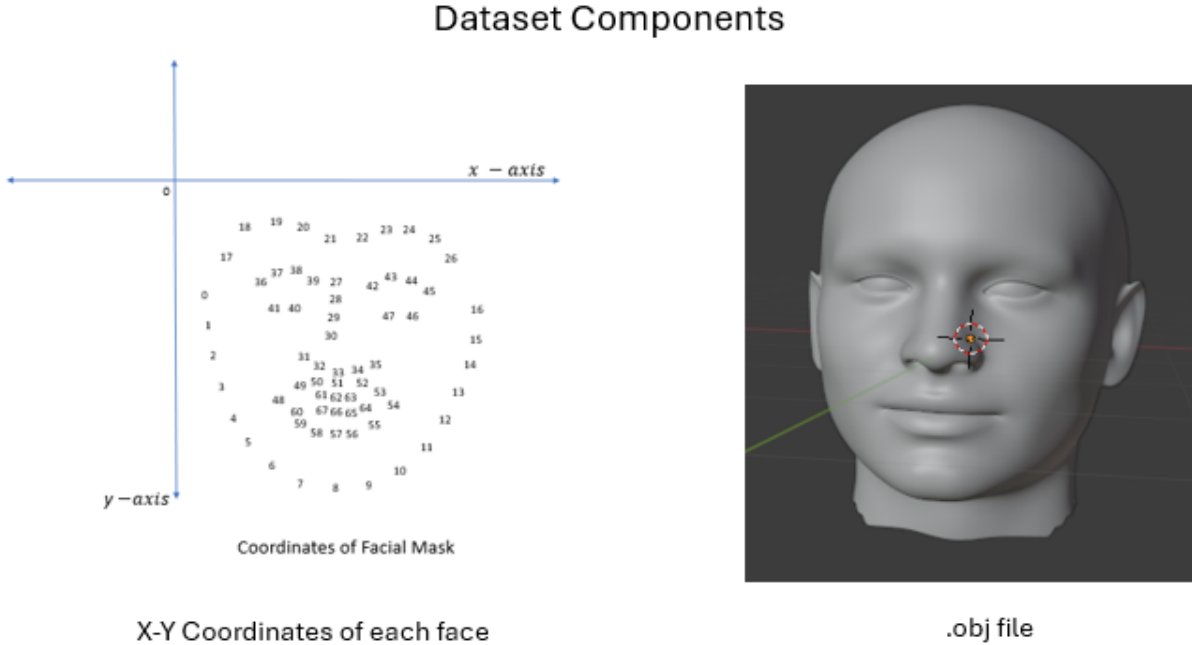 Dataset Components
x - axis
0
18 19 20 21 22 23 24 25
17 26
36 37 38 39 27 42 43 44 45
0 28
41 40 29 47 46 16
1 30 15
2 31 32 33 34 35 14
3 49 50 51 52 53 13
48 61 62 63 64 54
60 67 66 65 12
4 59 55
5 58 57 56 11
6 10
7 8 9
y -axis
Coordinates of Facial Mask
X-Y Coordinates of each face
.obj file